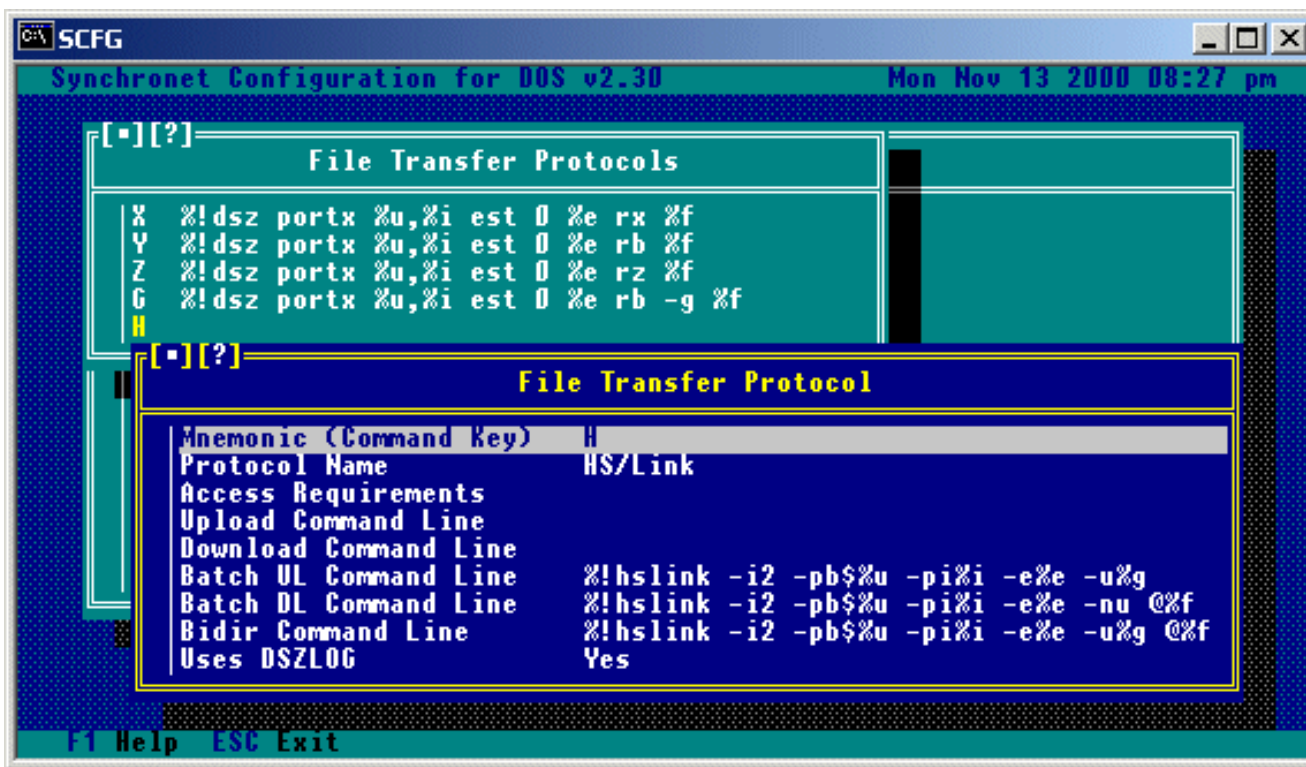 SCFG
Synchronet Configuration for DOS v2.30 Mon Nov 13 2000 08:27 pm
[▪][?]
File Transfer Protocols
X %!dsz portx %u,%i est 0 %e rx %f
Y %!dsz portx %u,%i est 0 %e rb %f
Z %!dsz portx %u,%i est 0 %e rz %f
G %!dsz portx %u,%i est 0 %e rb -g %f
H
[▪][?]
File Transfer Protocol
Mnemonic (Command Key) H
Protocol Name HS/Link
Access Requirements
Upload Command Line
Download Command Line
Batch UL Command Line %!hslink -i2 -pb$%u -pi%i -e%e -u%g
Batch DL Command Line %!hslink -i2 -pb$%u -pi%i -e%e -nu @%f
Bidir Command Line %!hslink -i2 -pb$%u -pi%i -e%e -u%g @%f
Uses DSZLOG Yes
F1 Help ESC Exit